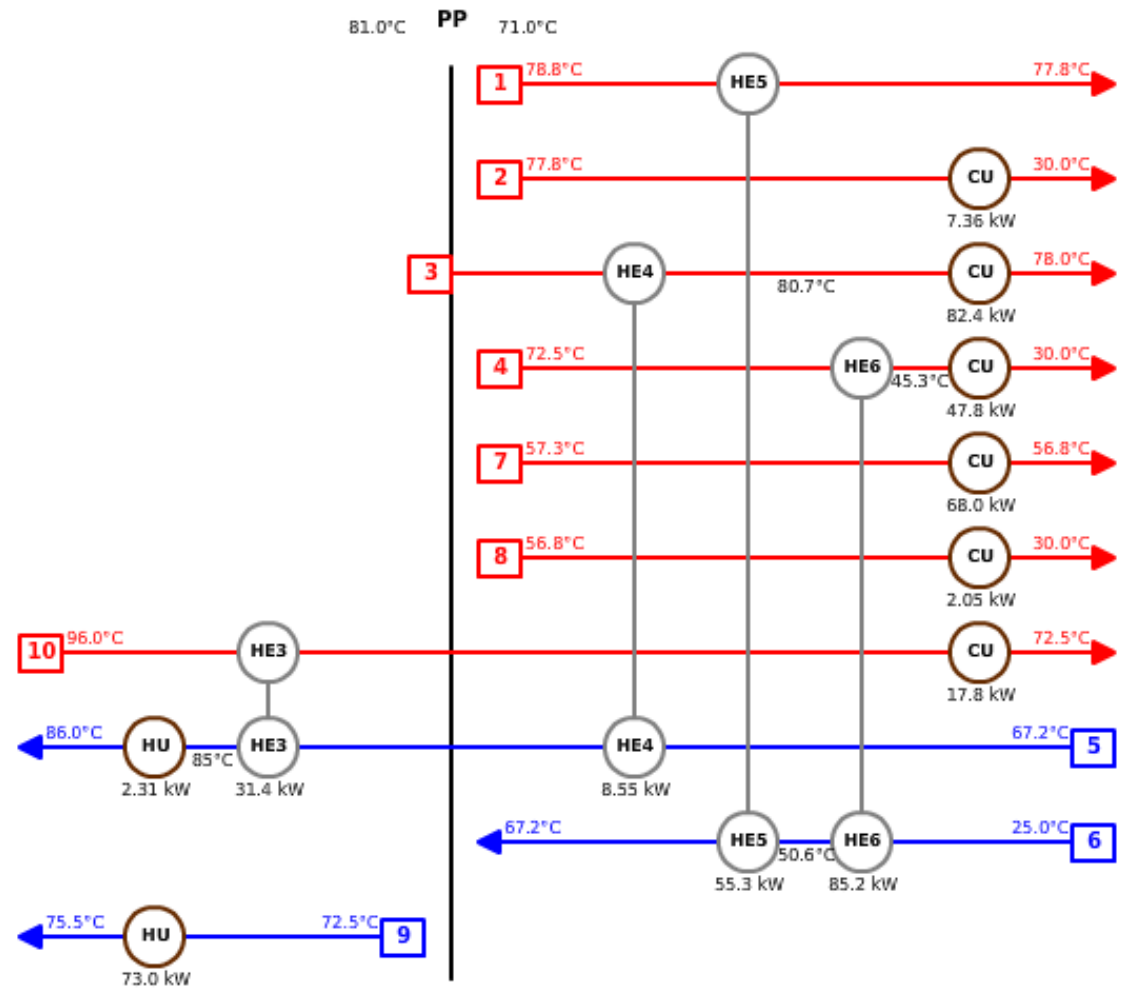 81.0°C PP 71.0°C
1 78.8°C HE5 77.8°C
2 77.8°C CU 30.0°C
7.36 kW
3 HE4 CU 78.0°C
80.7°C
82.4 kW
4 72.5°C HE6 CU 30.0°C
45.3°C
47.8 kW
7 57.3°C CU 56.8°C
68.0 kW
8 56.8°C CU 30.0°C
2.05 kW
10 96.0°C HE3 CU 72.5°C
17.8 kW
86.0°C HU HE3 HE4 67.2°C 5
85°C
2.31 kW 31.4 kW 8.55 kW
67.2°C HE5 HE6 25.0°C 6
50.6°C
55.3 kW 85.2 kW
75.5°C HU 72.5°C 9
73.0 kW